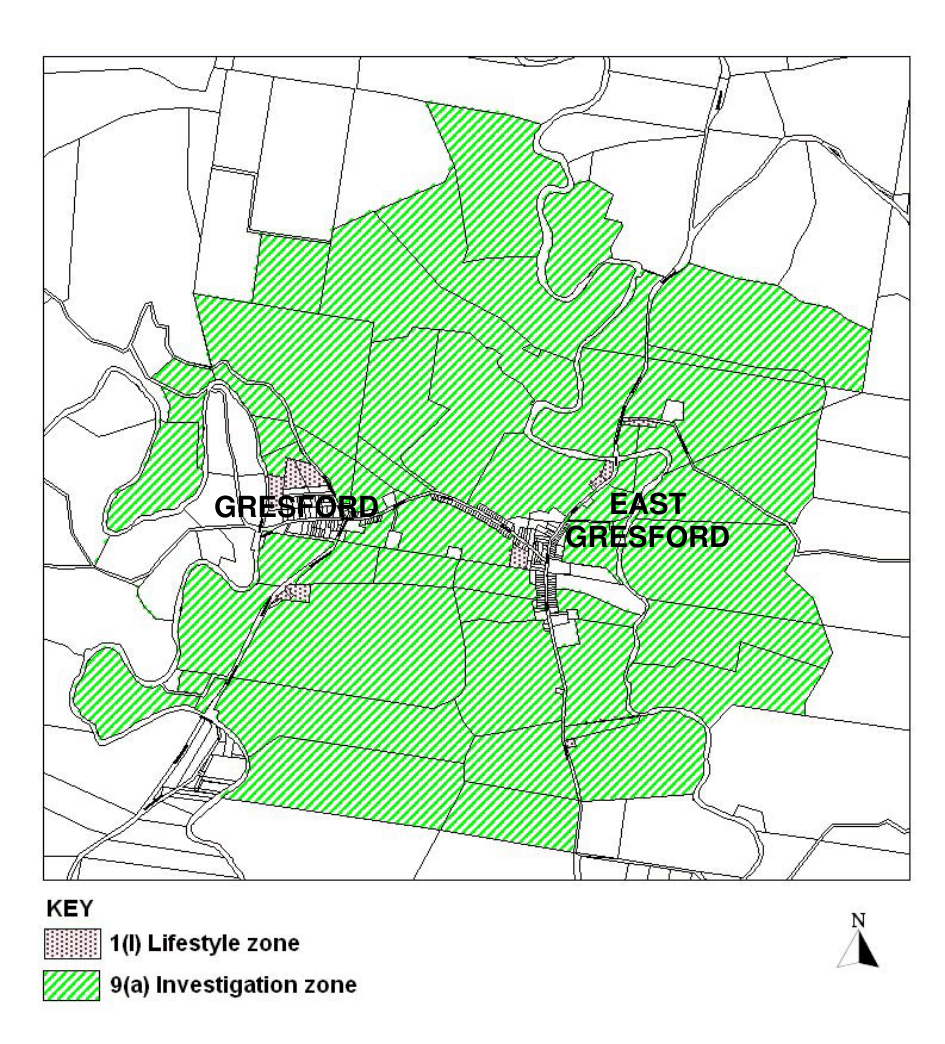 GRESFORD
EAST
GRESFORD
KEY
N
1(l) Lifestyle zone
9(a) Investigation zone